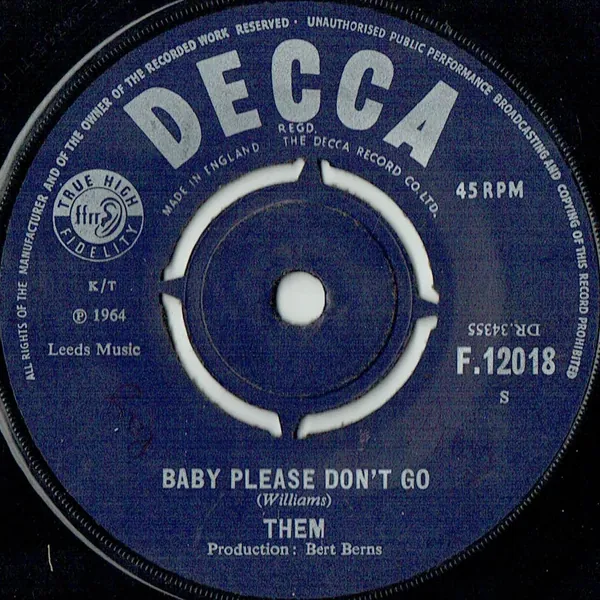 ALL RIGHTS OF THE MANUFACTURER AND OF THE OWNER OF THE RECORDED WORK RESERVED · UNAUTHORISED PUBLIC PERFORMANCE BROADCASTING AND COPYING OF THIS RECORD PROHIBITED
DECCA
REGD.
MADE IN ENGLAND THE DECCA RECORD CO. LTD.
TRUE HIGH
ffrr
FIDELITY
45 RPM
K/T
℗ 1964
Leeds Music
DR.34355
F.12018
S
BABY PLEASE DON'T GO
(Williams)
THEM
Production: Bert Berns